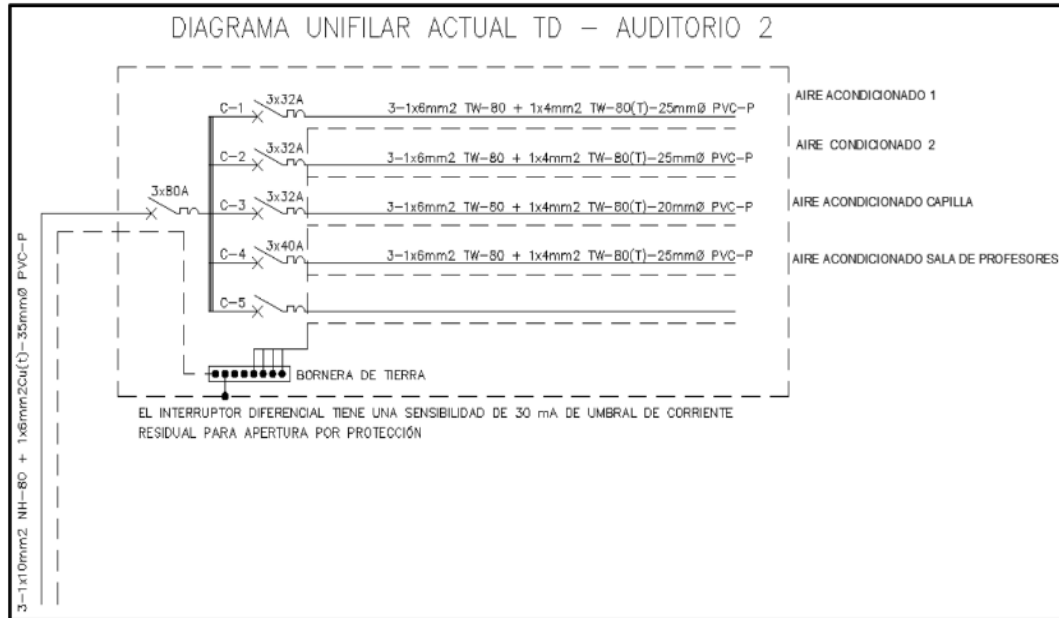 DIAGRAMA UNIFILAR ACTUAL TD - AUDITORIO 2
C-1 3x32A 3-1x6mm2 TW-80 + 1x4mm2 TW-80(T)-25mmØ PVC-P AIRE ACONDICIONADO 1
C-2 3x32A 3-1x6mm2 TW-80 + 1x4mm2 TW-80(T)-25mmØ PVC-P AIRE CONDICIONADO 2
3x80A
C-3 3x32A 3-1x6mm2 TW-80 + 1x4mm2 TW-80(T)-20mmØ PVC-P AIRE ACONDICIONADO CAPILLA
C-4 3x40A 3-1x6mm2 TW-80 + 1x4mm2 TW-80(T)-25mmØ PVC-P AIRE ACONDICIONADO SALA DE PROFESORES
C-5
BORNERA DE TIERRA
EL INTERRUPTOR DIFERENCIAL TIENE UNA SENSIBILIDAD DE 30 mA DE UMBRAL DE CORRIENTE
RESIDUAL PARA APERTURA POR PROTECCIÓN
3-1x10mm2 NH-80 + 1x6mm2Cu(t)-35mmØ PVC-P